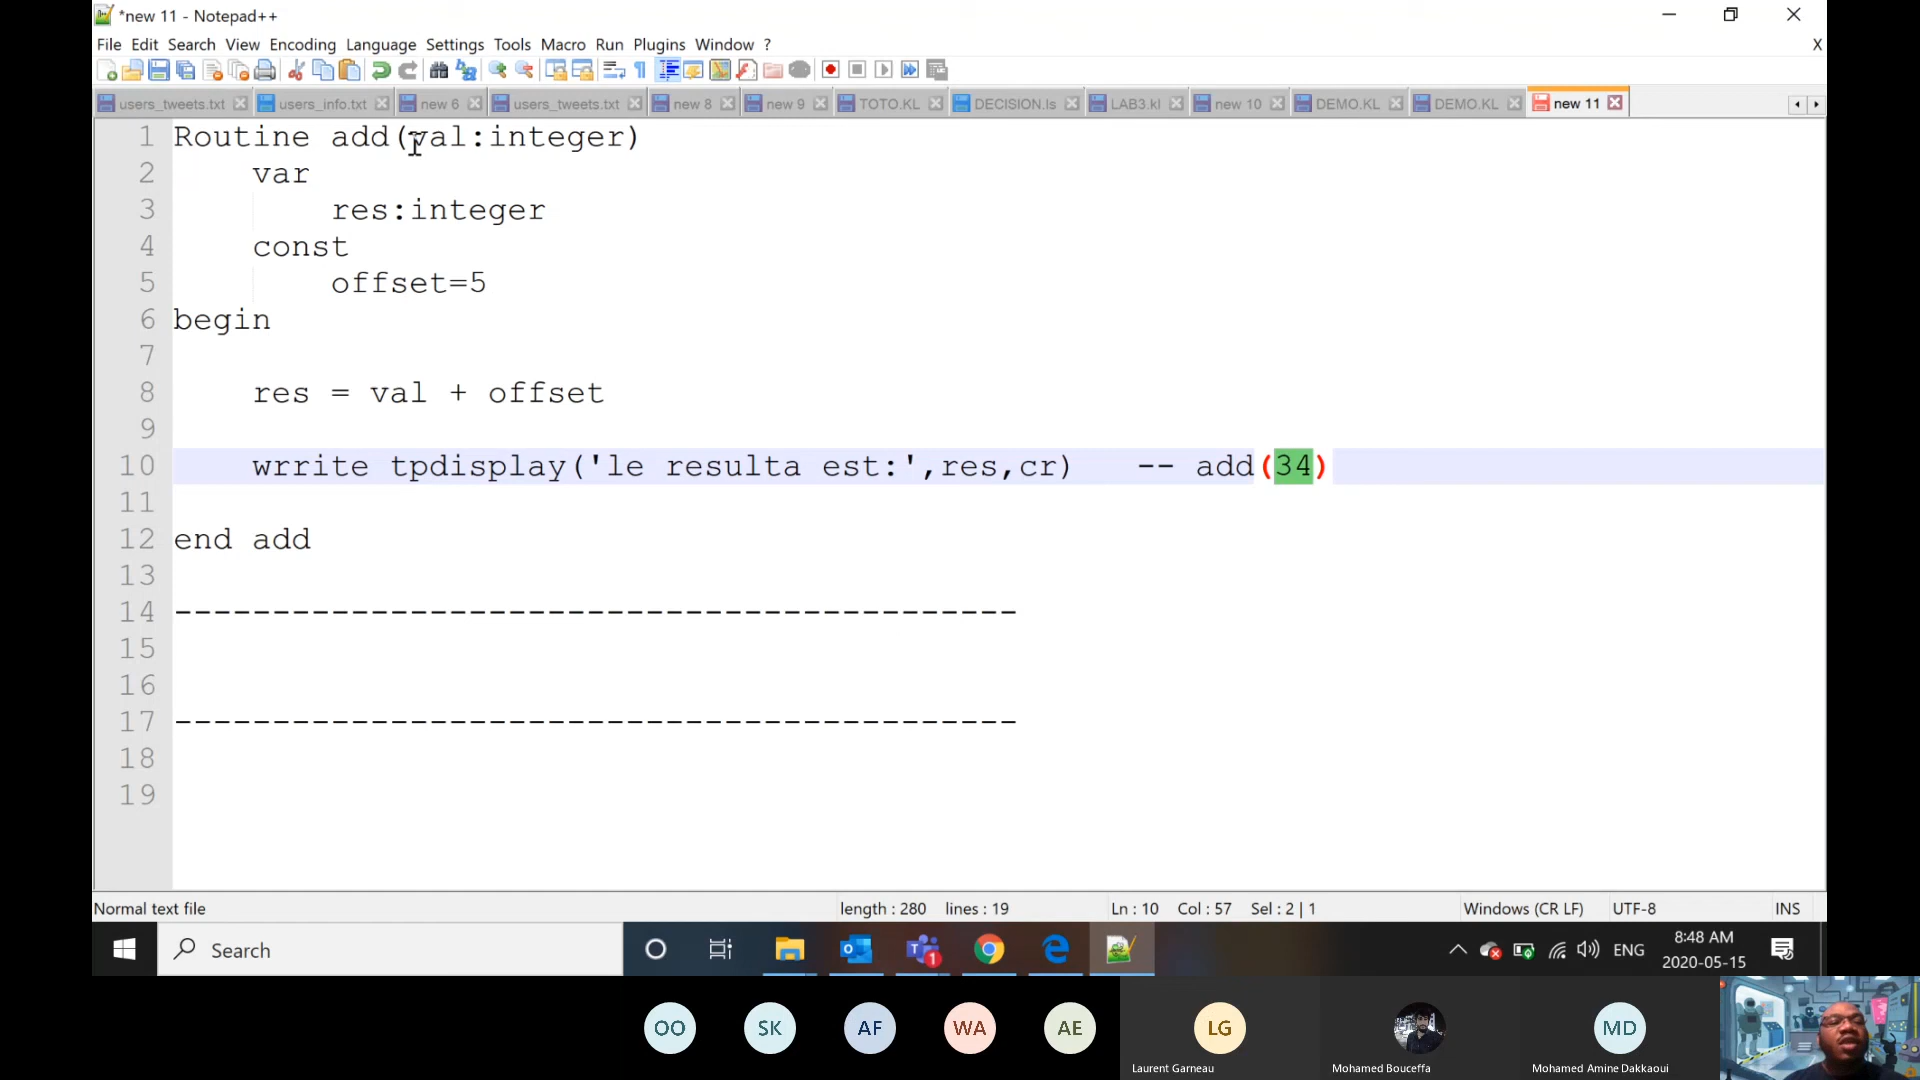 *new 11 - Notepad++
File Edit Search View Encoding Language Settings Tools Macro Run Plugins Window ? X
users_tweets.txt users_info.txt new 6 users_tweets.txt new 8 new 9 TOTO.KL DECISION.ls LAB3.kl new 10 DEMO.KL DEMO.KL new 11
1 Routine add(val:integer)
2 var
3 res:integer
4 const
5 offset=5
6 begin
7
8 res = val + offset
9
10 wrrite tpdisplay('le resulta est:',res,cr) -- add(34)
11
12 end add
13
14 -------------------------------------------
15
16
17 -------------------------------------------
18
19
Normal text file length : 280 lines : 19 Ln : 10 Col : 57 Sel : 2 | 1 Windows (CR LF) UTF-8 INS
Search 1 ENG 8:48 AM
2020-05-15
OO SK AF WA AE LG MD
Laurent Garneau Mohamed Bouceffa Mohamed Amine Dakkaoui